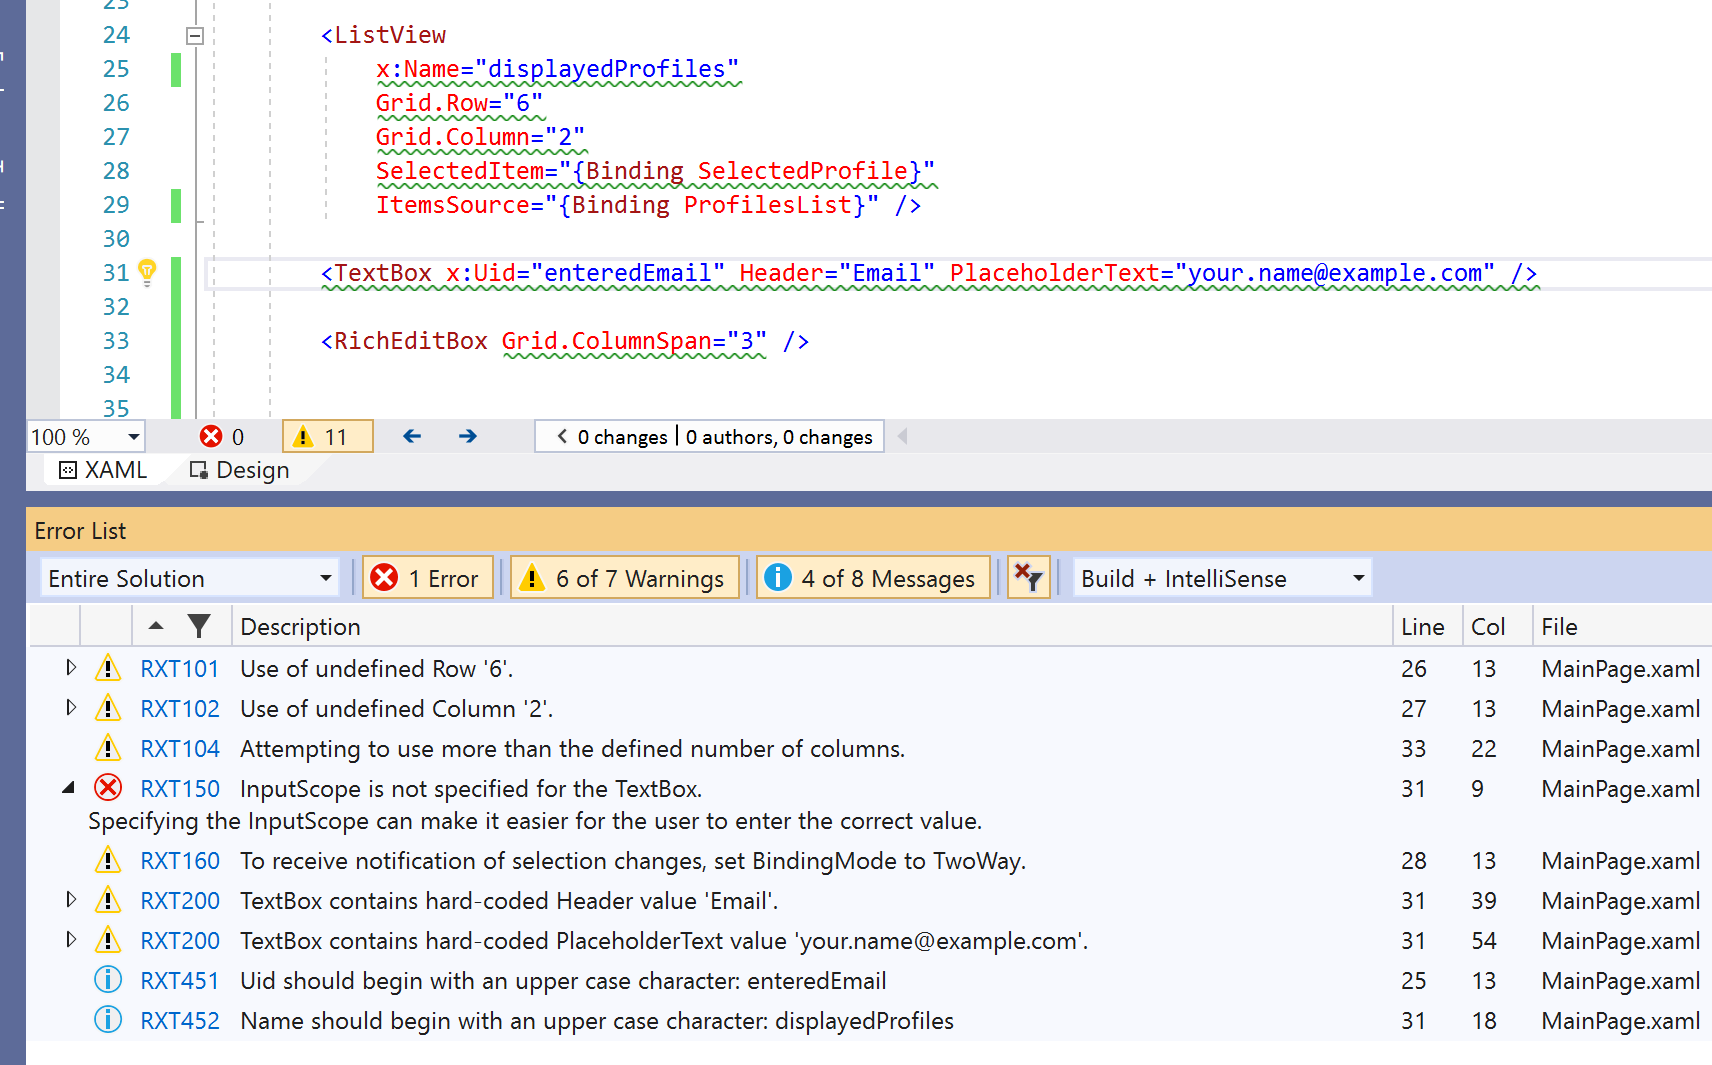 23
24 <ListView
25 x:Name="displayedProfiles"
26 Grid.Row="6"
27 Grid.Column="2"
28 SelectedItem="{Binding SelectedProfile}"
29 ItemsSource="{Binding ProfilesList}" />
30
31 <TextBox x:Uid="enteredEmail" Header="Email" PlaceholderText="your.name@example.com" />
32
33 <RichEditBox Grid.ColumnSpan="3" />
34
35
100 % 0 11 0 changes | 0 authors, 0 changes
XAML Design
Error List
Entire Solution 1 Error 6 of 7 Warnings 4 of 8 Messages Build + IntelliSense
Description Line Col File
RXT101 Use of undefined Row '6'. 26 13 MainPage.xaml
RXT102 Use of undefined Column '2'. 27 13 MainPage.xaml
RXT104 Attempting to use more than the defined number of columns. 33 22 MainPage.xaml
RXT150 InputScope is not specified for the TextBox. 31 9 MainPage.xaml
Specifying the InputScope can make it easier for the user to enter the correct value.
RXT160 To receive notification of selection changes, set BindingMode to TwoWay. 28 13 MainPage.xaml
RXT200 TextBox contains hard-coded Header value 'Email'. 31 39 MainPage.xaml
RXT200 TextBox contains hard-coded PlaceholderText value 'your.name@example.com'. 31 54 MainPage.xaml
RXT451 Uid should begin with an upper case character: enteredEmail 25 13 MainPage.xaml
RXT452 Name should begin with an upper case character: displayedProfiles 31 18 MainPage.xaml